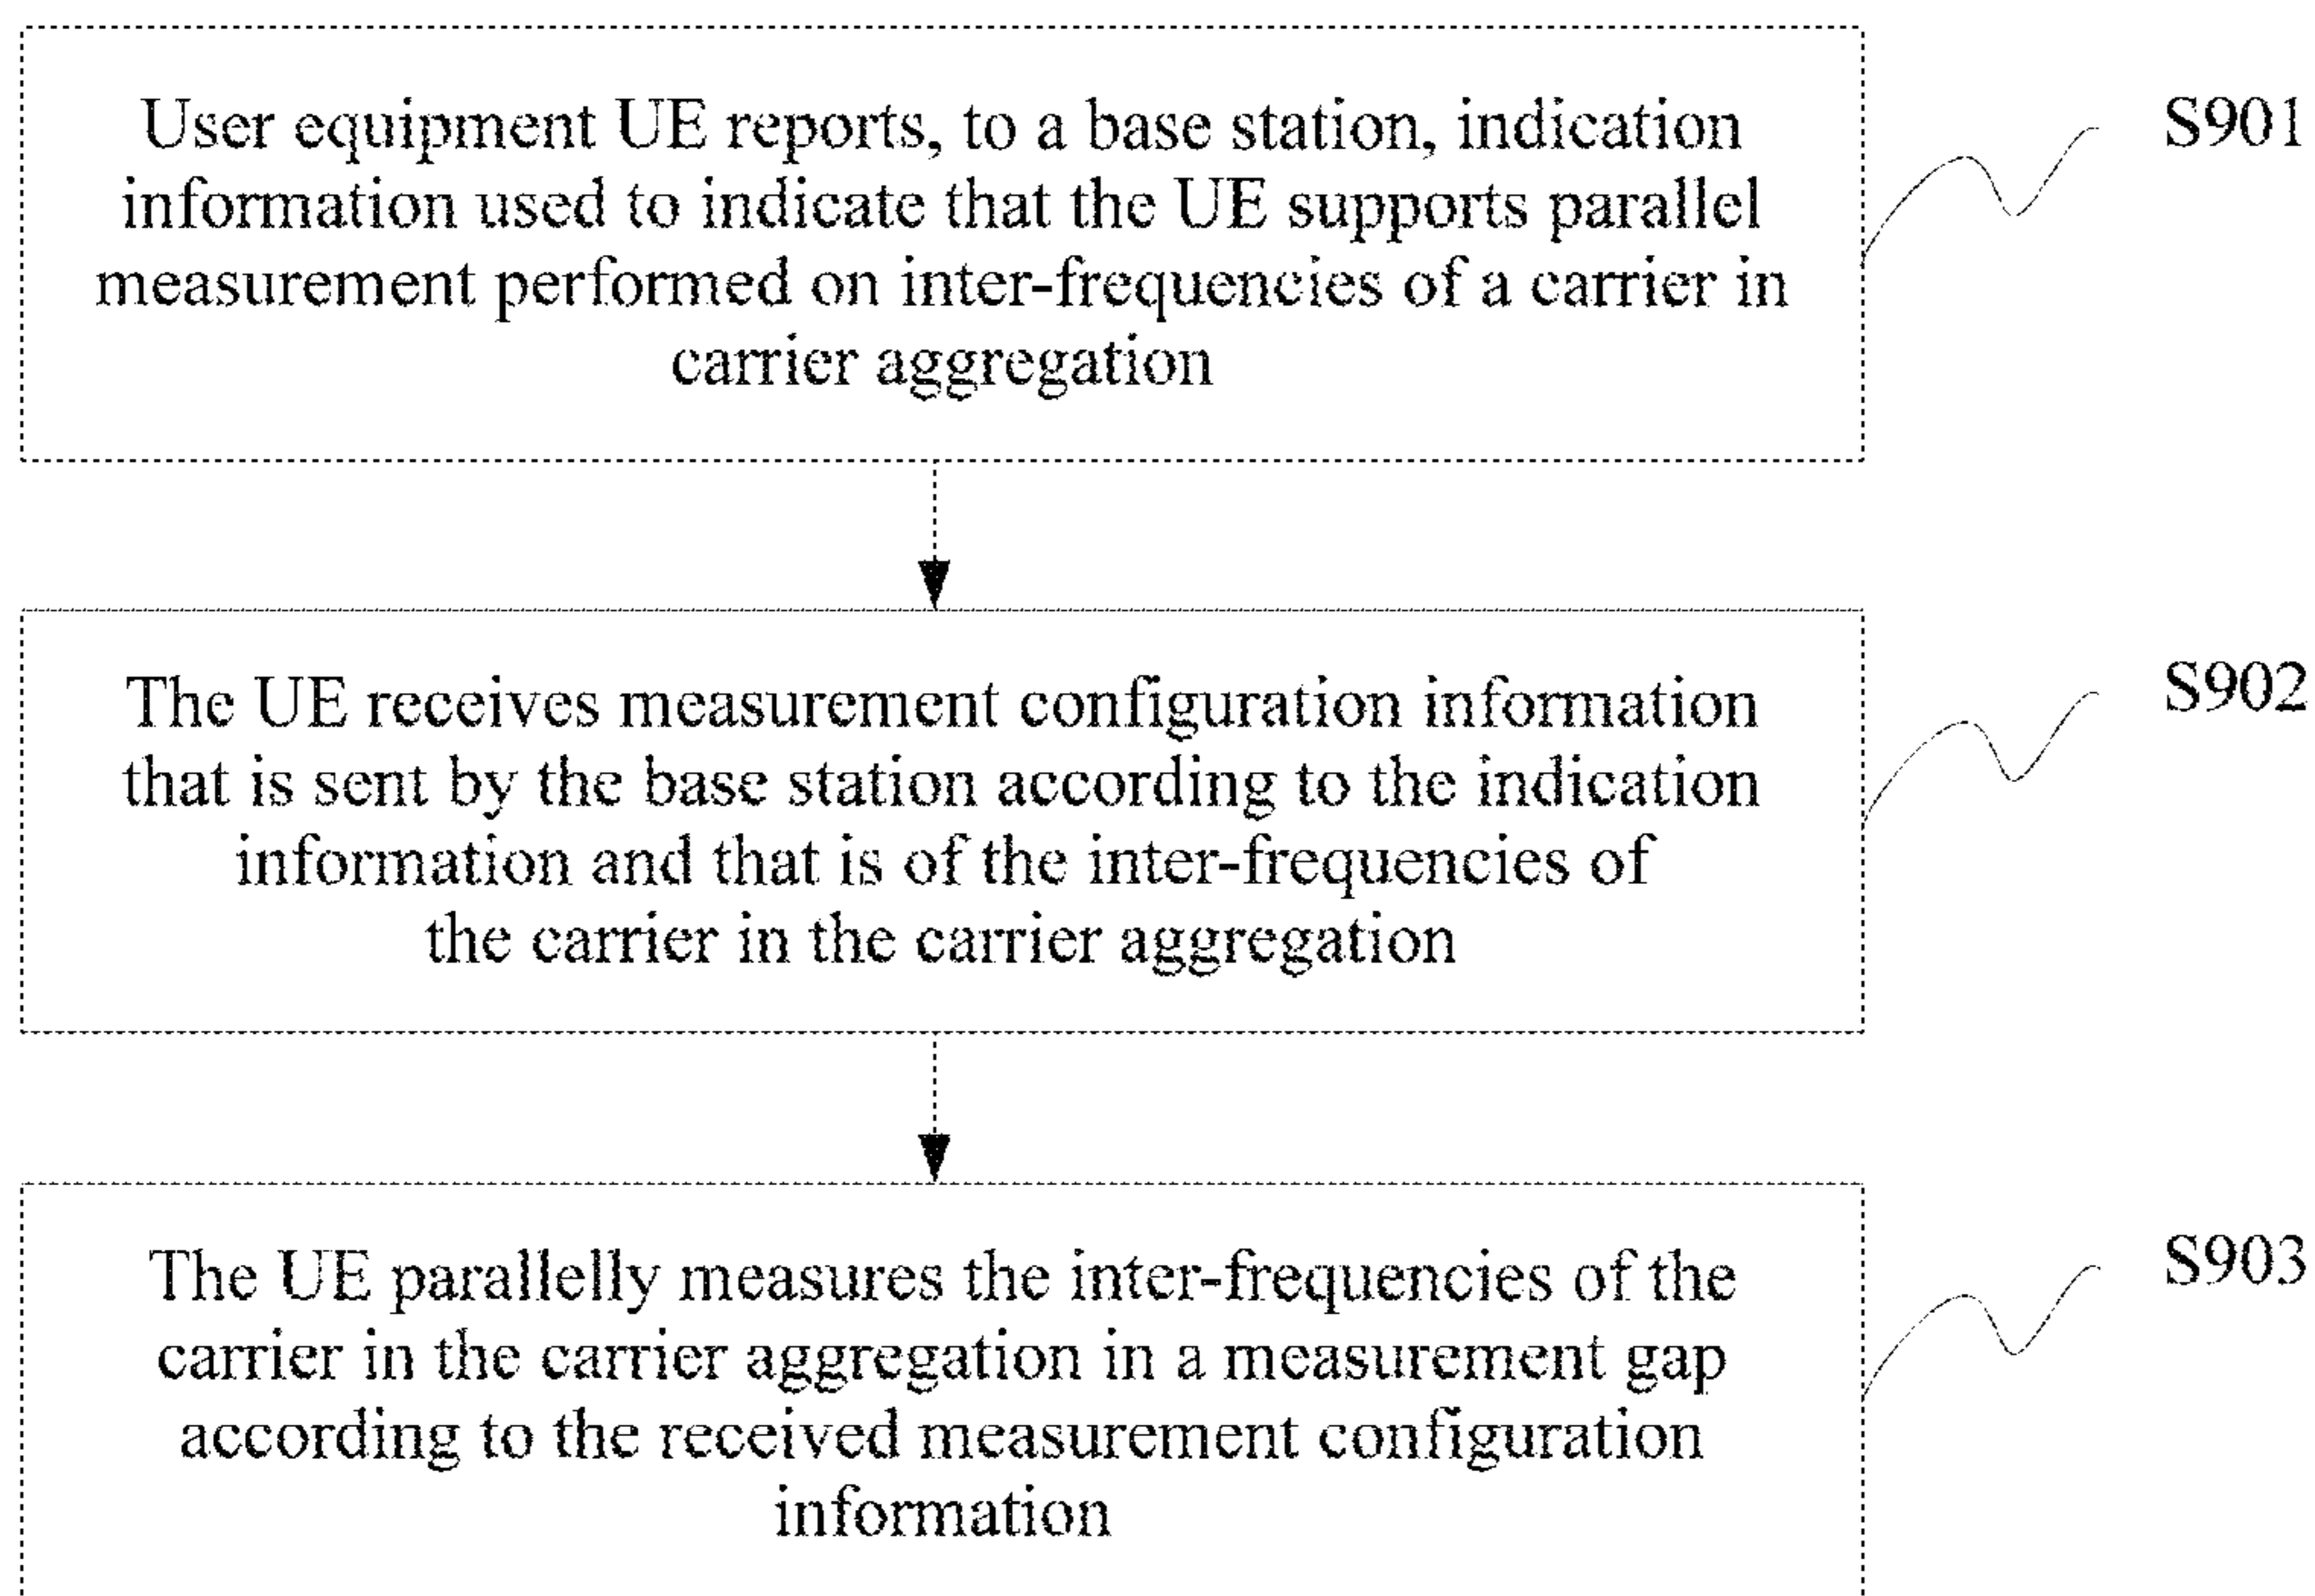 User equipment UE reports, to a base station, indication
information used to indicate that the UE supports parallel
measurement performed on inter-frequencies of a carrier in
carrier aggregation
S901
The UE receives measurement configuration information
that is sent by the base station according to the indication
information and that is of the inter-frequencies of
the carrier in the carrier aggregation
S902
The UE parallelly measures the inter-frequencies of the
carrier in the carrier aggregation in a measurement gap
according to the received measurement configuration
information
S903